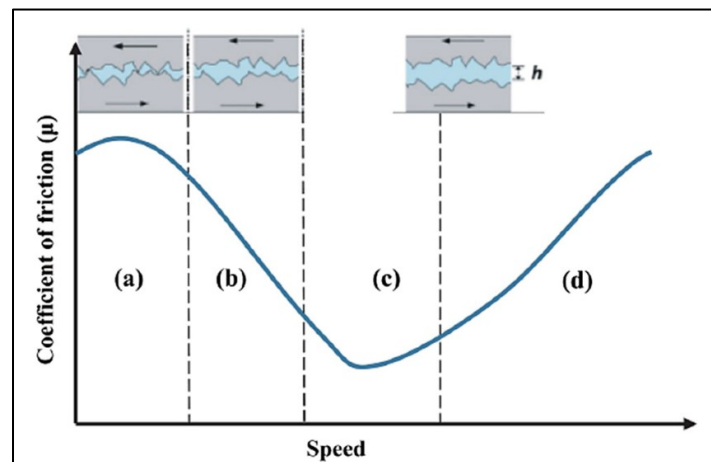 h
Coefficient of friction (μ)
(a)
(b)
(c)
(d)
Speed